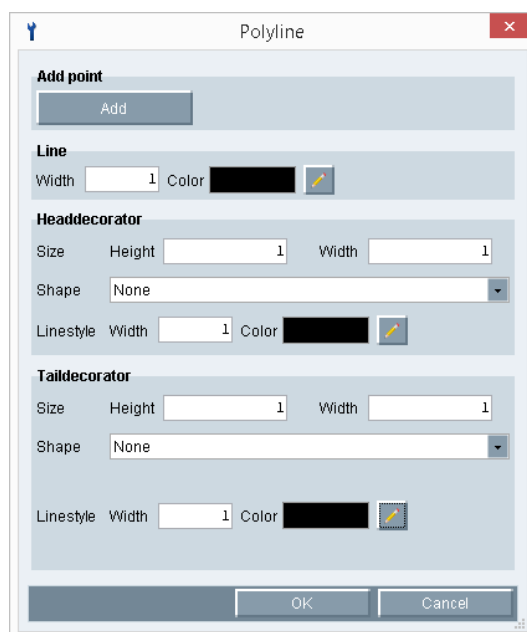 Polyline
Add point
Add
Line
Width 1 Color
Headdecorator
Size Height 1 Width 1
Shape None
Linestyle Width 1 Color
Taildecorator
Size Height 1 Width 1
Shape None
Linestyle Width 1 Color
OK Cancel